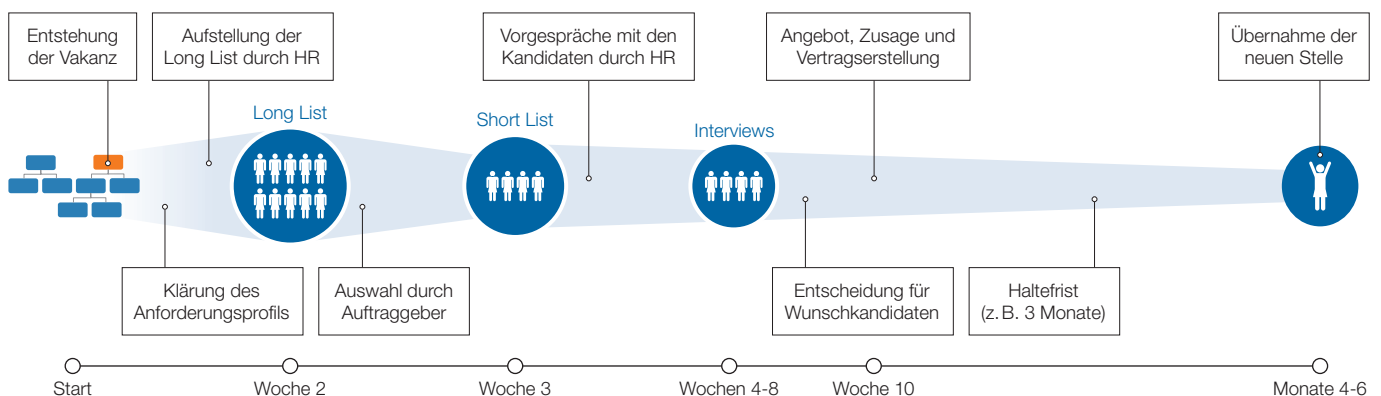 Entstehung
der Vakanz
Aufstellung der
Long List durch HR
Vorgespräche mit den
Kandidaten durch HR
Angebot, Zusage und
Vertragserstellung
Übernahme der
neuen Stelle
Long List
Short List
Interviews
Klärung des
Anforderungsprofils
Auswahl durch
Auftraggeber
Entscheidung für
Wunschkandidaten
Haltefrist
(z. B. 3 Monate)
Start
Woche 2
Woche 3
Wochen 4-8
Woche 10
Monate 4-6